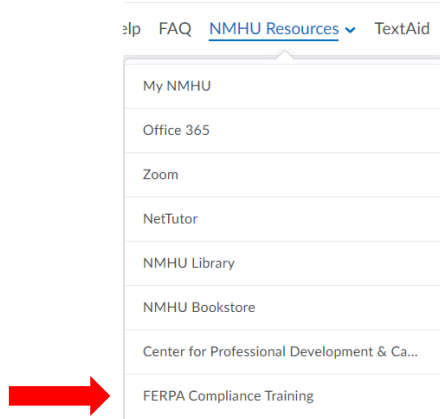 elp FAQ NMHU Resources TextAid
My NMHU
Office 365
Zoom
NetTutor
NMHU Library
NMHU Bookstore
Center for Professional Development & Ca...
FERPA Compliance Training